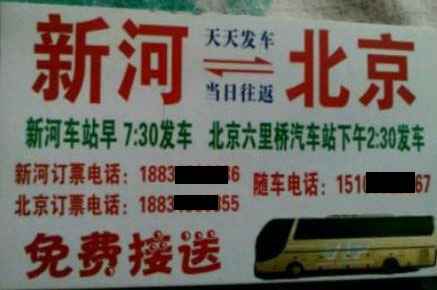 新河 天天发车 当日往返 北京
新河车站早 7:30发车 北京六里桥汽车站下午2:30发车
新河订票电话：1883 36
北京订票电话：1883 355
随车电话：1510 67
免费接送
VIP